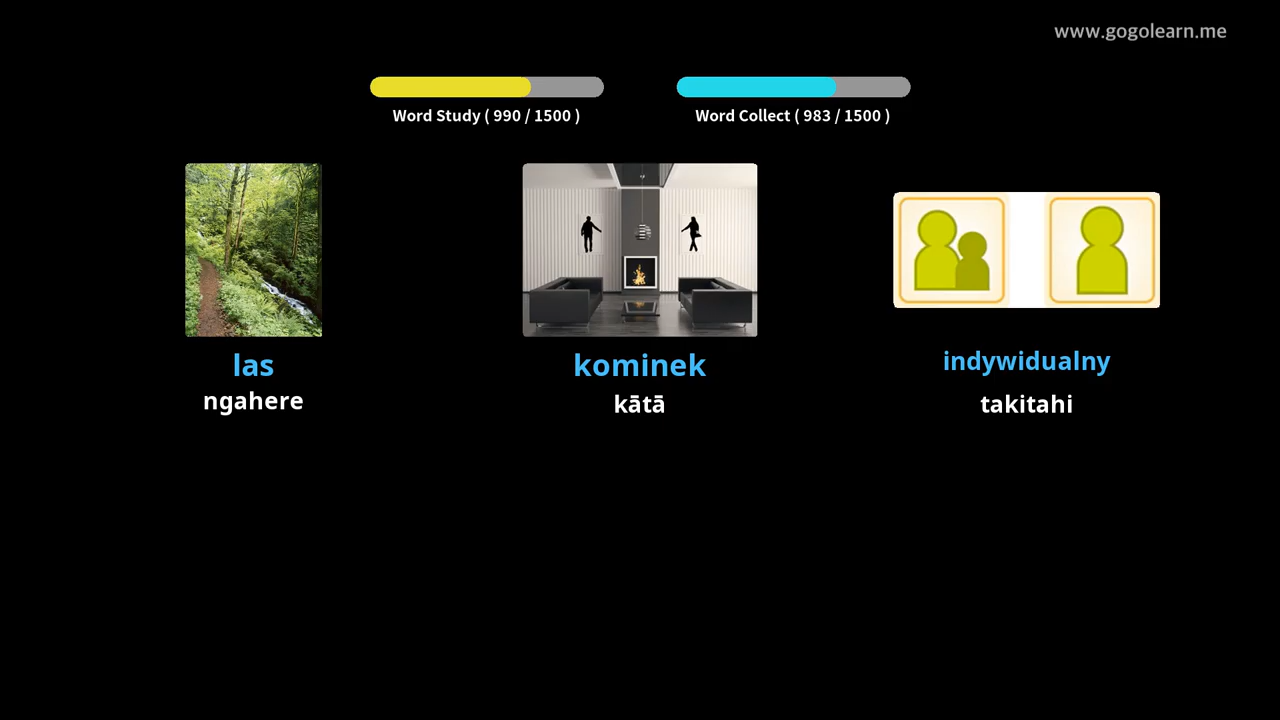 www.gogolearn.me
Word Study ( 990 / 1500 )
Word Collect ( 983 / 1500 )
las
ngahere
kominek
kātā
indywidualny
takitahi